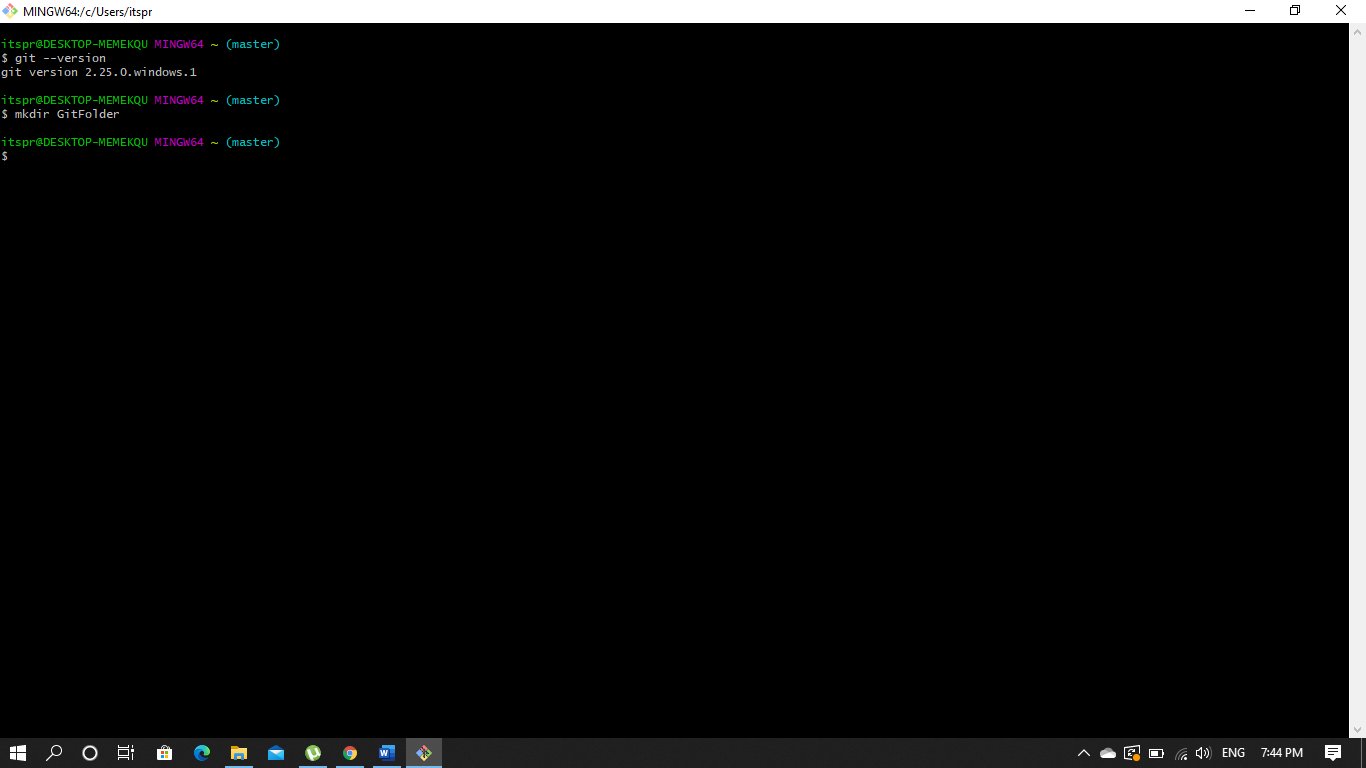 MINGW64:/c/Users/itspr
itspr@DESKTOP-MEMEKQU MINGW64 ~ (master)
$ git --version
git version 2.25.0.windows.1
itspr@DESKTOP-MEMEKQU MINGW64 ~ (master)
$ mkdir GitFolder
itspr@DESKTOP-MEMEKQU MINGW64 ~ (master)
$
ENG 7:44 PM